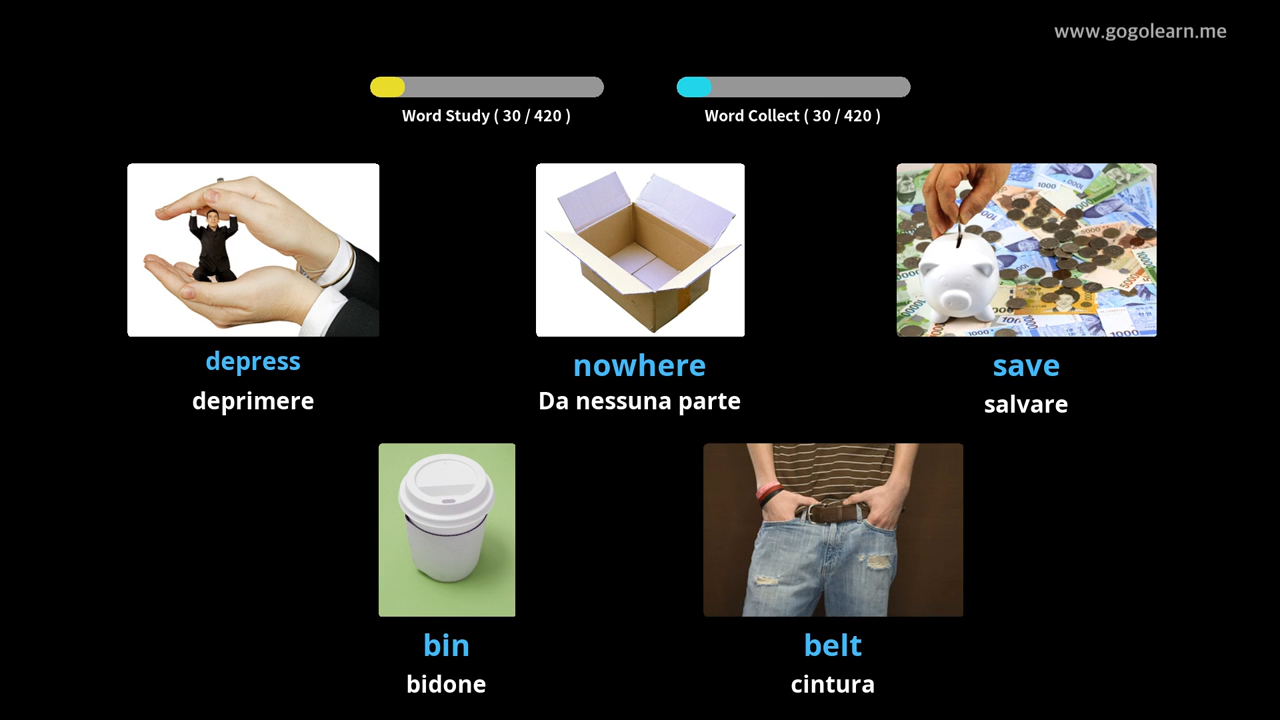 www.gogolearn.me
Word Study ( 30 / 420 )
Word Collect ( 30 / 420 )
depress
deprimere
nowhere
Da nessuna parte
save
salvare
bin
bidone
belt
cintura